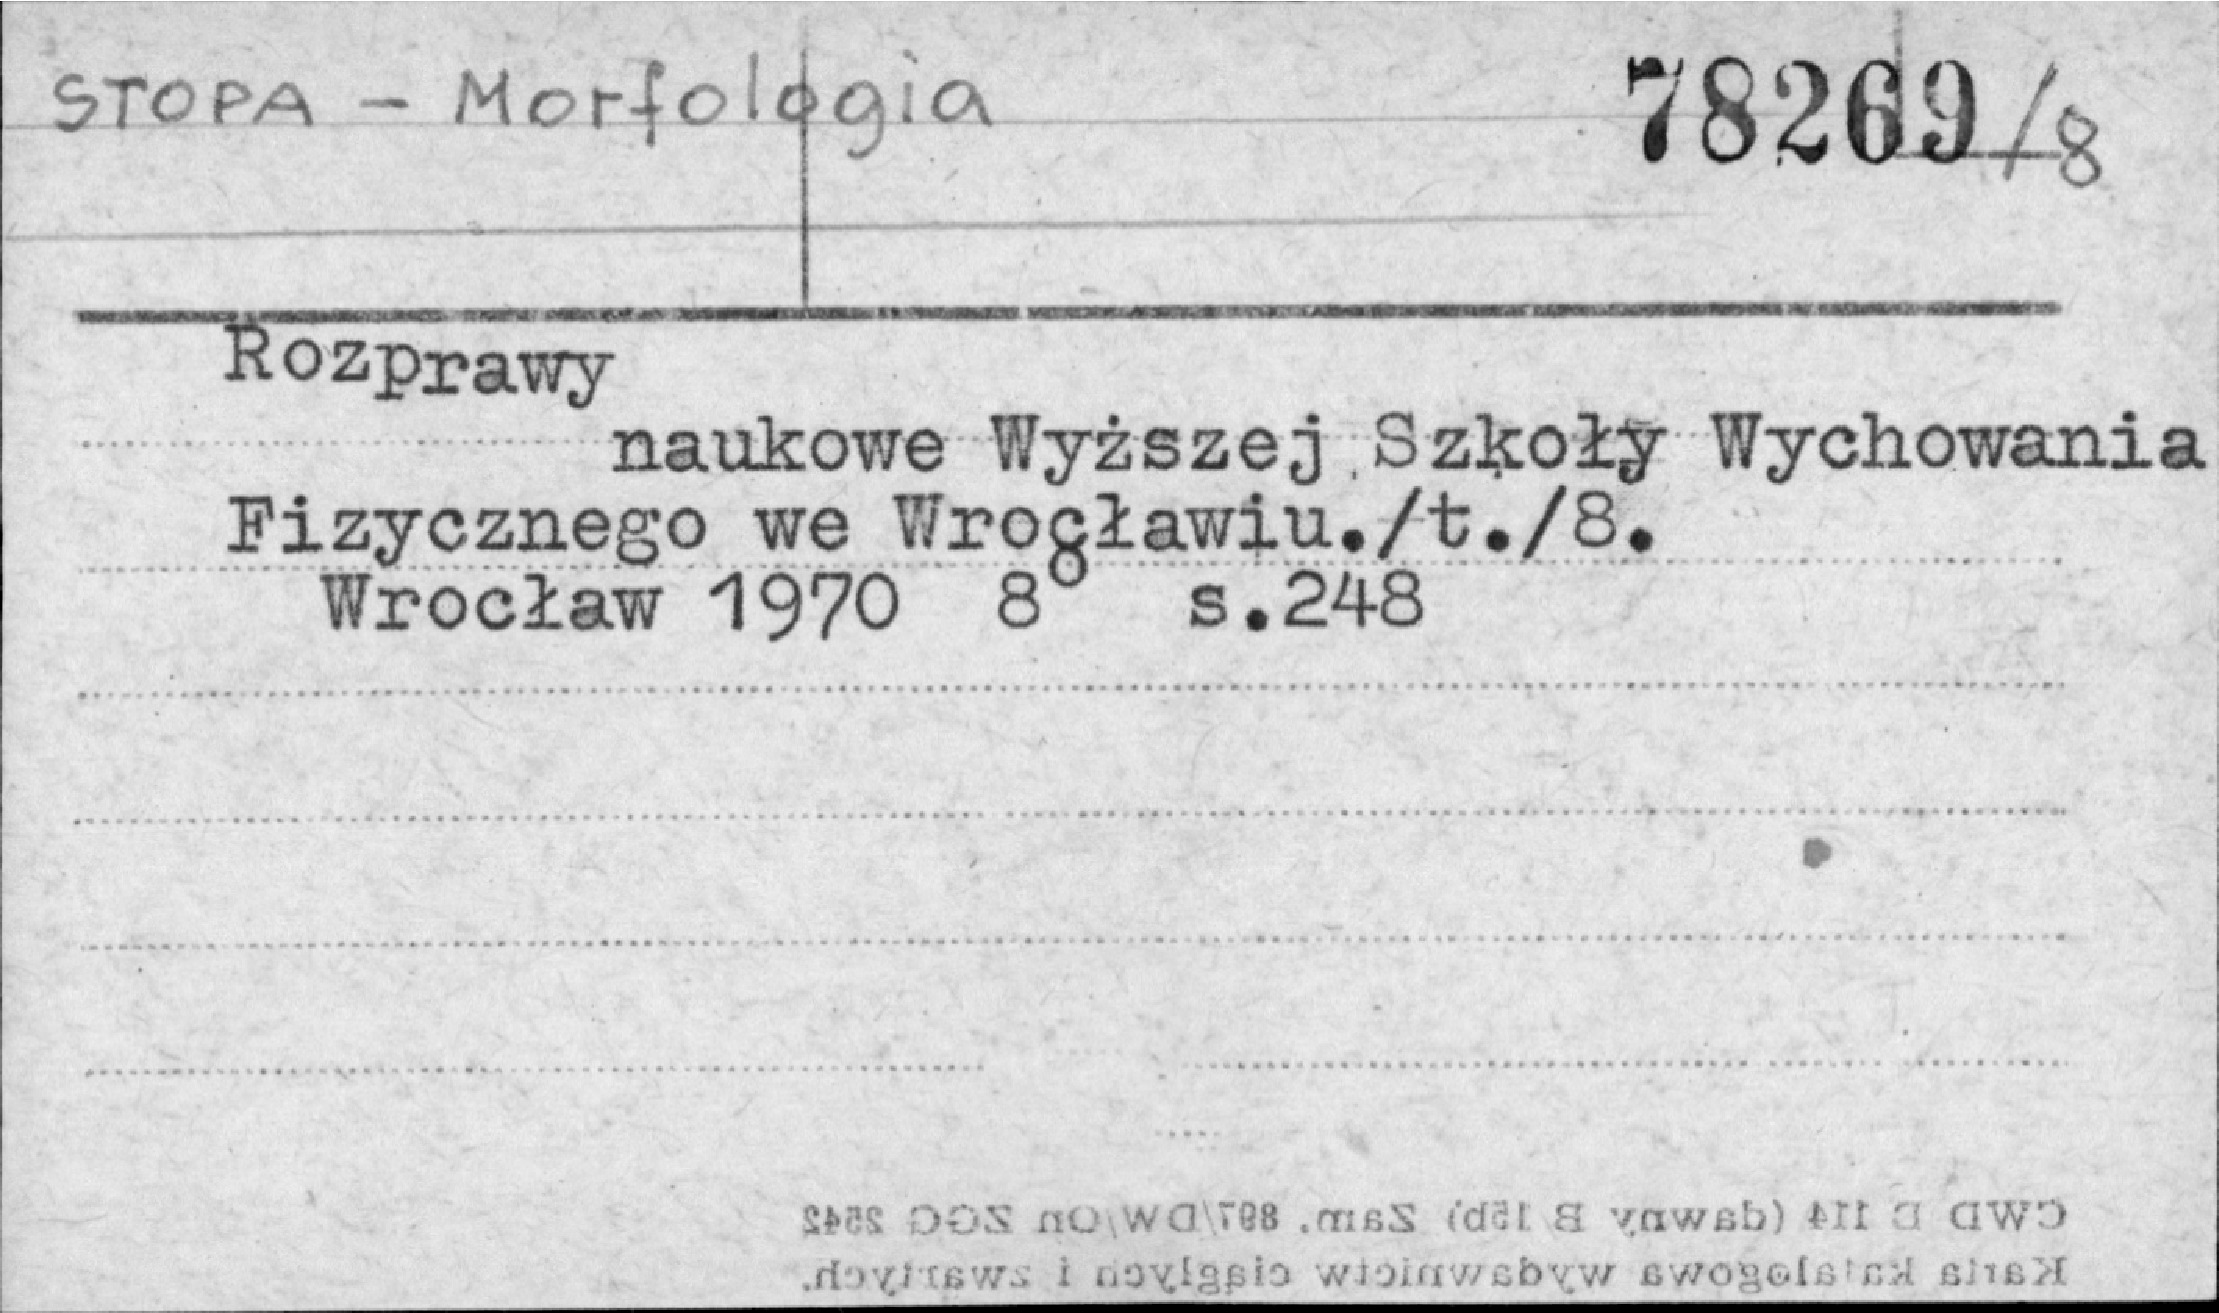 STOPA - Morfologia 78269/8
Rozprawy
naukowe Wyższej Szkoły Wychowania
Fizycznego we Wrocławiu./t./8.
Wrocław 1970 8° s.248
CWD D 114 (dawny B 15b) Zam. 897/DW/On ZGG 2542
Karta katalogowa wydawnictw ciągłych i zwartych.